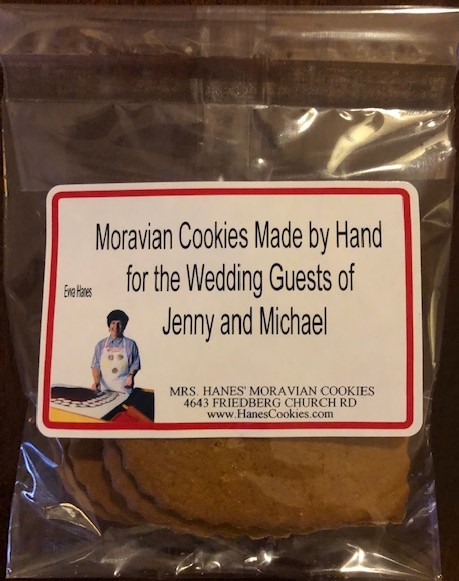 Moravian Cookies Made by Hand
for the Wedding Guests of
Jenny and Michael
Evva Hanes
MRS. HANES' MORAVIAN COOKIES
4643 FRIEDBERG CHURCH RD
www.HanesCookies.com